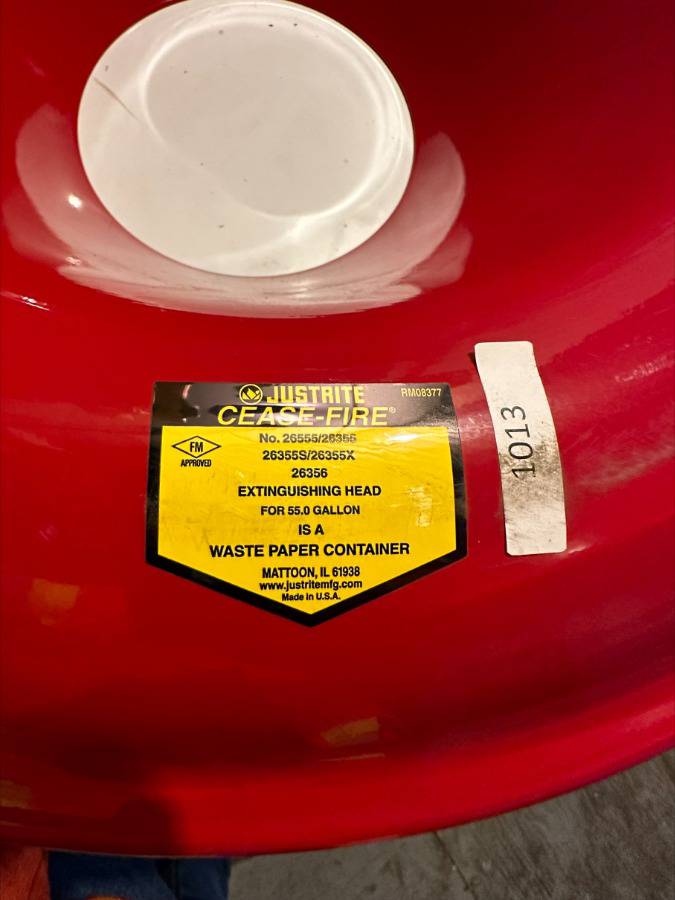 JUSTRITE
RM08377
CEASE-FIRE®
No. 26555/26355
FM
APPROVED
26355S/26355X
26356
EXTINGUISHING HEAD
FOR 55.0 GALLON
IS A
WASTE PAPER CONTAINER
MATTOON, IL 61938
www.justritemfg.com
Made in U.S.A.
1013